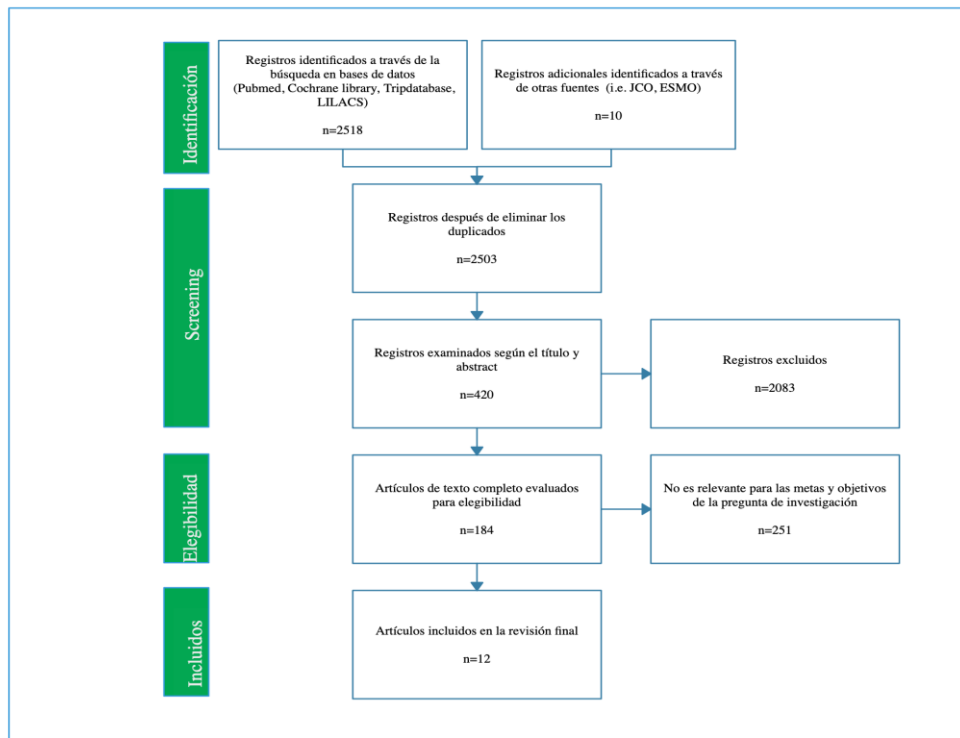 Identificación
Registros identificados a través de la
búsqueda en bases de datos
(Pubmed, Cochrane library, Tripdatabase,
LILACS)
n=2518
Registros adicionales identificados a través
de otras fuentes (i.e. JCO, ESMO)
n=10
Screening
Registros después de eliminar los
duplicados
n=2503
Registros examinados según el título y
abstract
n=420
Registros excluidos
n=2083
Elegibilidad
Artículos de texto completo evaluados
para elegibilidad
n=184
No es relevante para las metas y objetivos
de la pregunta de investigación
n=251
Incluidos
Artículos incluidos en la revisión final
n=12